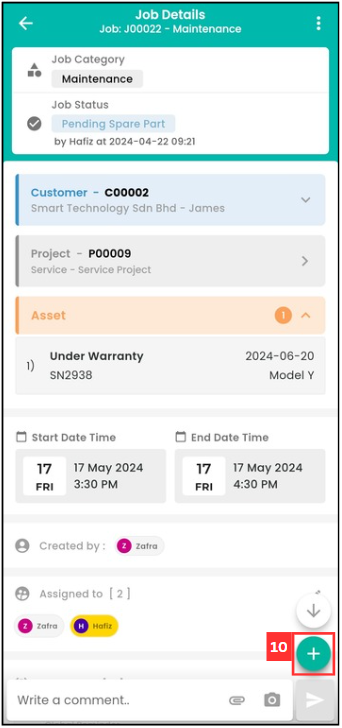 Job Details
Job: J00022 - Maintenance
Job Category
Maintenance
Job Status
Pending Spare Part
by Hafiz at 2024-04-22 09:21
Customer - C00002
Smart Technology Sdn Bhd - James
Project - P00009
Service - Service Project
Asset 1
1) Under Warranty 2024-06-20
SN2938 Model Y
Start Date Time End Date Time
17 17 May 2024 17 17 May 2024
FRI 3:30 PM FRI 4:30 PM
Created by : Z Zafra
Assigned to [ 2 ]
Z Zafra H Hafiz
10 +
Write a comment..